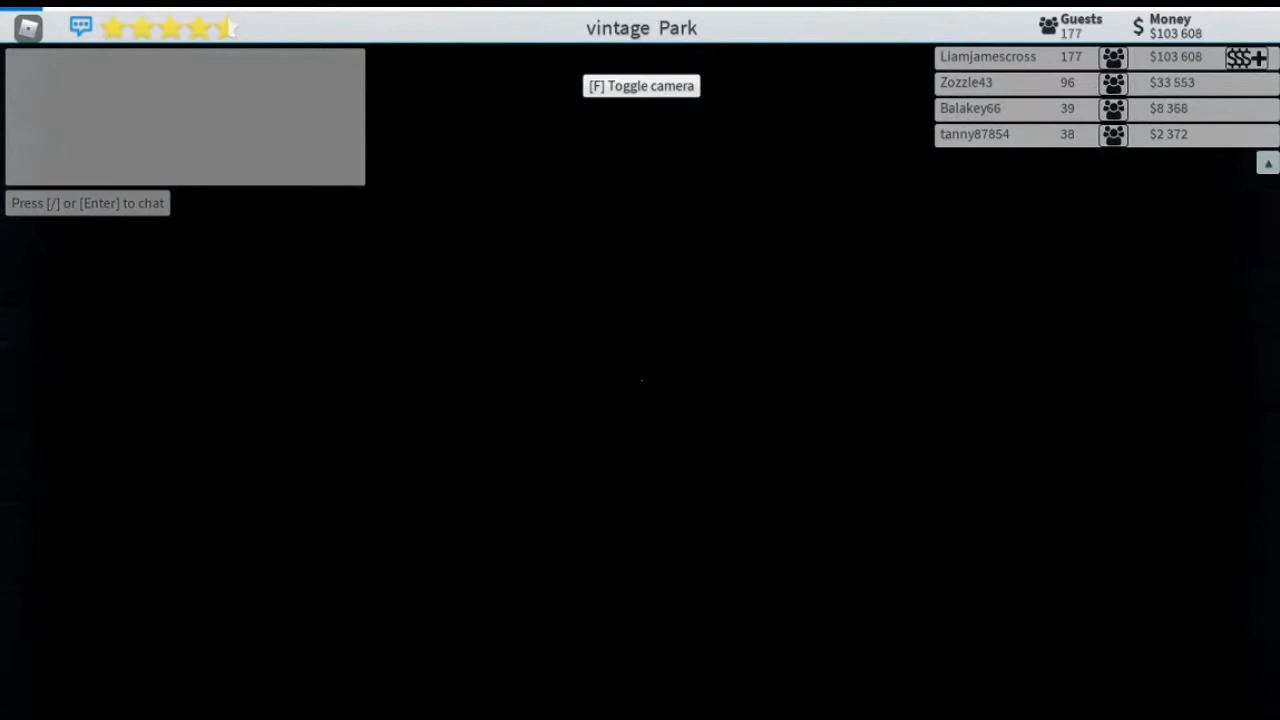 vintage Park
Guests
177
$
Money
$103 608
[F] Toggle camera
Liamjamescross 177 $103 608 $$$+
Zozzle43 96 $33 553
Balakey66 39 $8 368
tanny87854 38 $2 372
Press [/] or [Enter] to chat